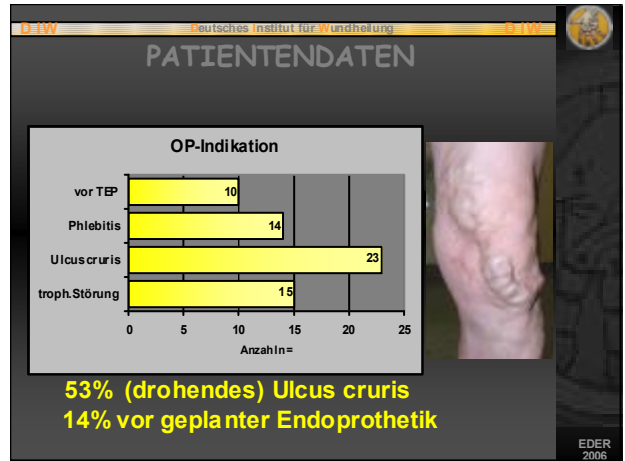 DIW Deutsches Institut für Wundheilung DIW
PATIENTENDATEN
OP-Indikation
vor TEP 10
Phlebitis 14
Ulcus cruris 23
troph.Störung 15
0 5 10 15 20 25
Anzahl n =
53% (drohendes) Ulcus cruris
14% vor geplanter Endoprothetik
EDER
2006